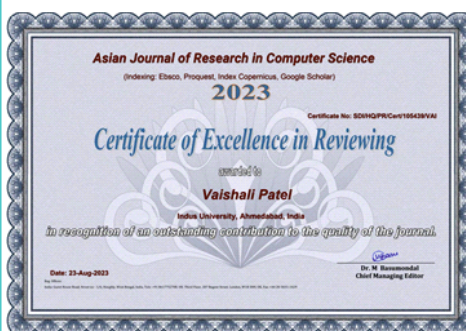 Asian Journal of Research in Computer Science
(Indexing: Ebsco, Proquest, Index Copernicus, Google Scholar)
2023
Certificate No: SDI/HQ/PR/Cert/105439/VAI
Certificate of Excellence in Reviewing
awarded to
Vaishali Patel
Indus University, Ahmedabad, India
in recognition of an outstanding contribution to the quality of the journal.
Date: 23-Aug-2023
Dr. M Basumondal
Chief Managing Editor